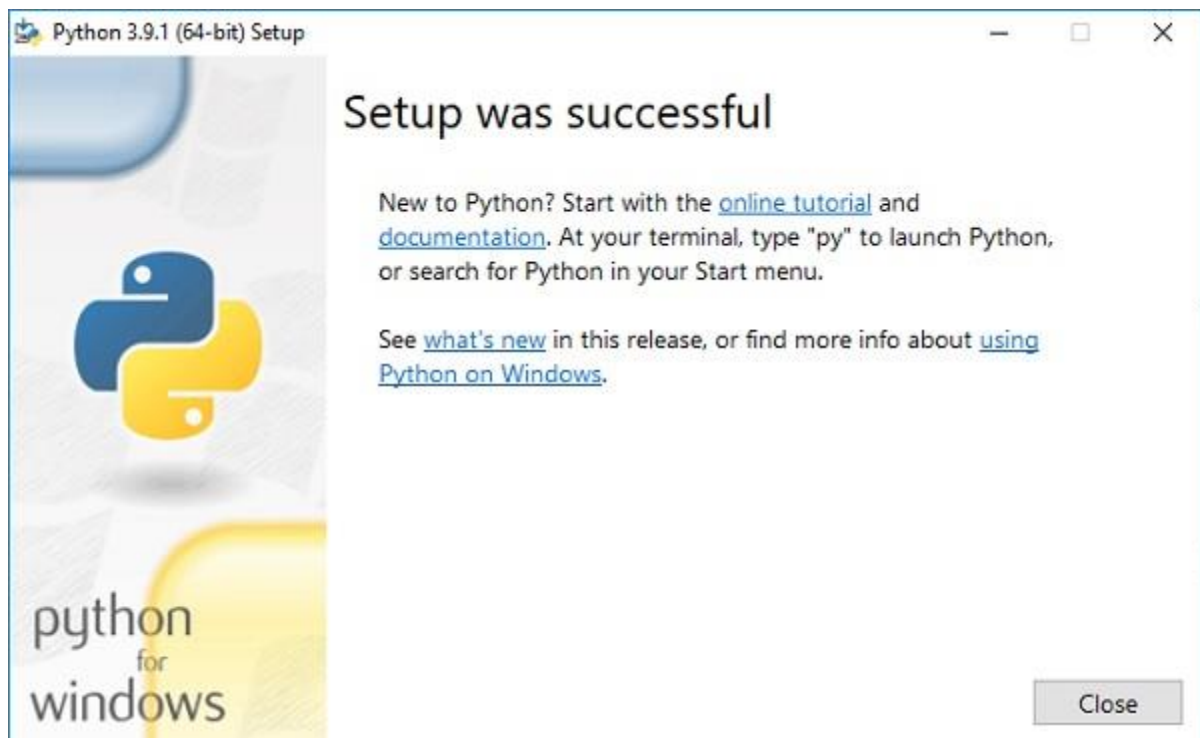 Python 3.9.1 (64-bit) Setup
Setup was successful
New to Python? Start with the online tutorial and
documentation. At your terminal, type "py" to launch Python,
or search for Python in your Start menu.
See what's new in this release, or find more info about using
Python on Windows.
python
for
windows
Close